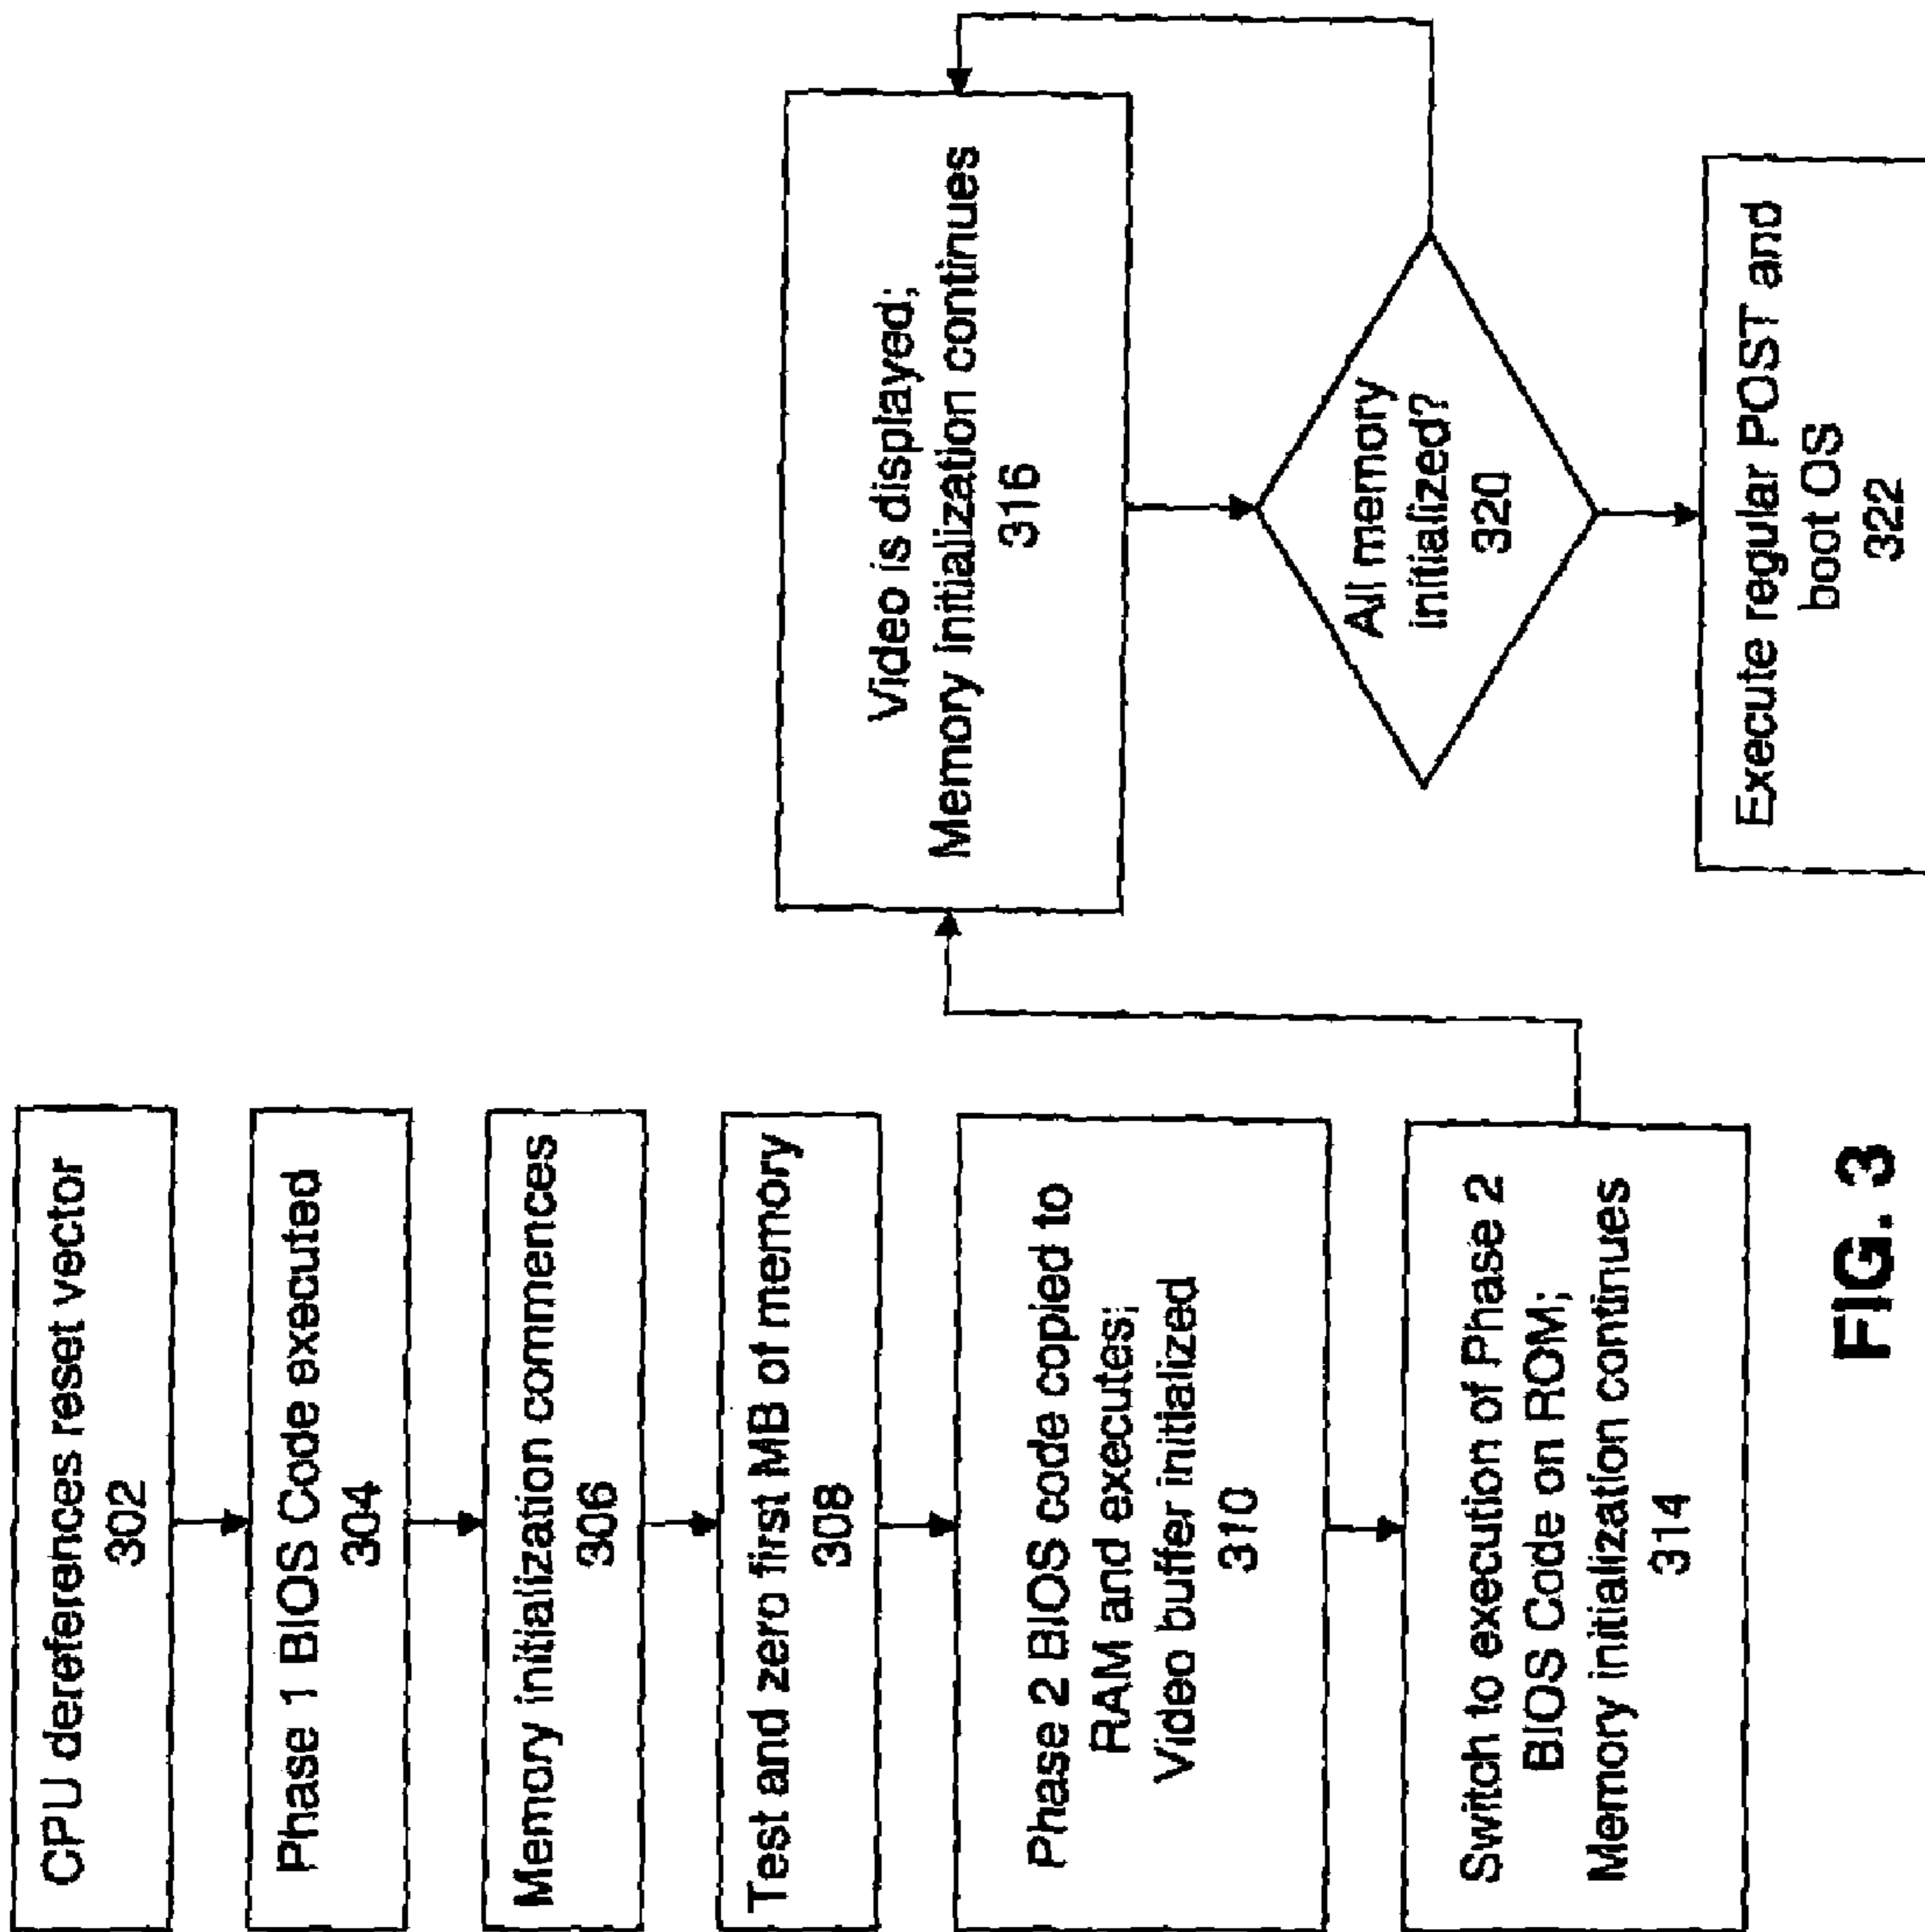 CPU dereferences reset vector
302
Phase 1 BIOS Code executed
304
Memory initialization commences
306
Test and zero first MB of memory
308
Phase 2 BIOS code copied to
RAM and executes;
Video buffer initialized
310
Switch to execution of Phase 2
BIOS Code on ROM;
Memory initialization continues
314
Video is displayed;
Memory initialization continues
316
All memory
initialized?
320
Execute regular POST and
boot OS
322
FIG. 3